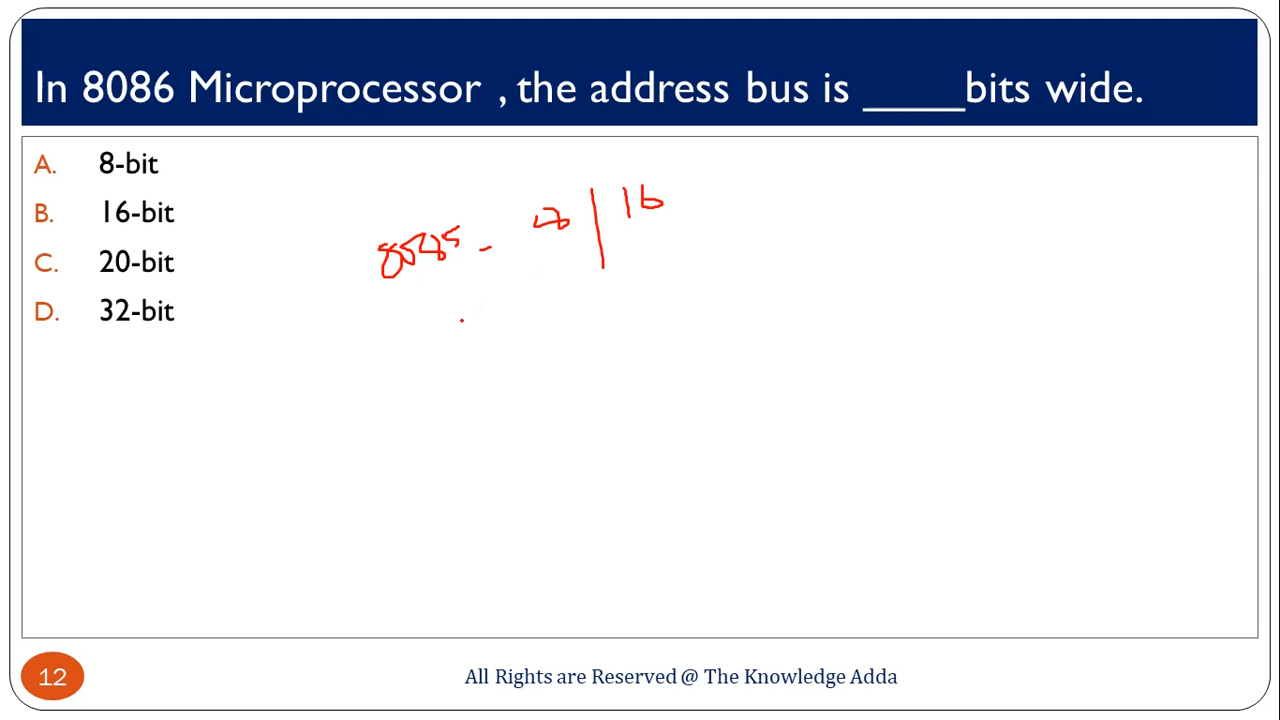 In 8086 Microprocessor , the address bus is _____bits wide.
A. 8-bit
B. 16-bit
C. 20-bit
D. 32-bit
8085 - 8 | 16
12
All Rights are Reserved @ The Knowledge Adda